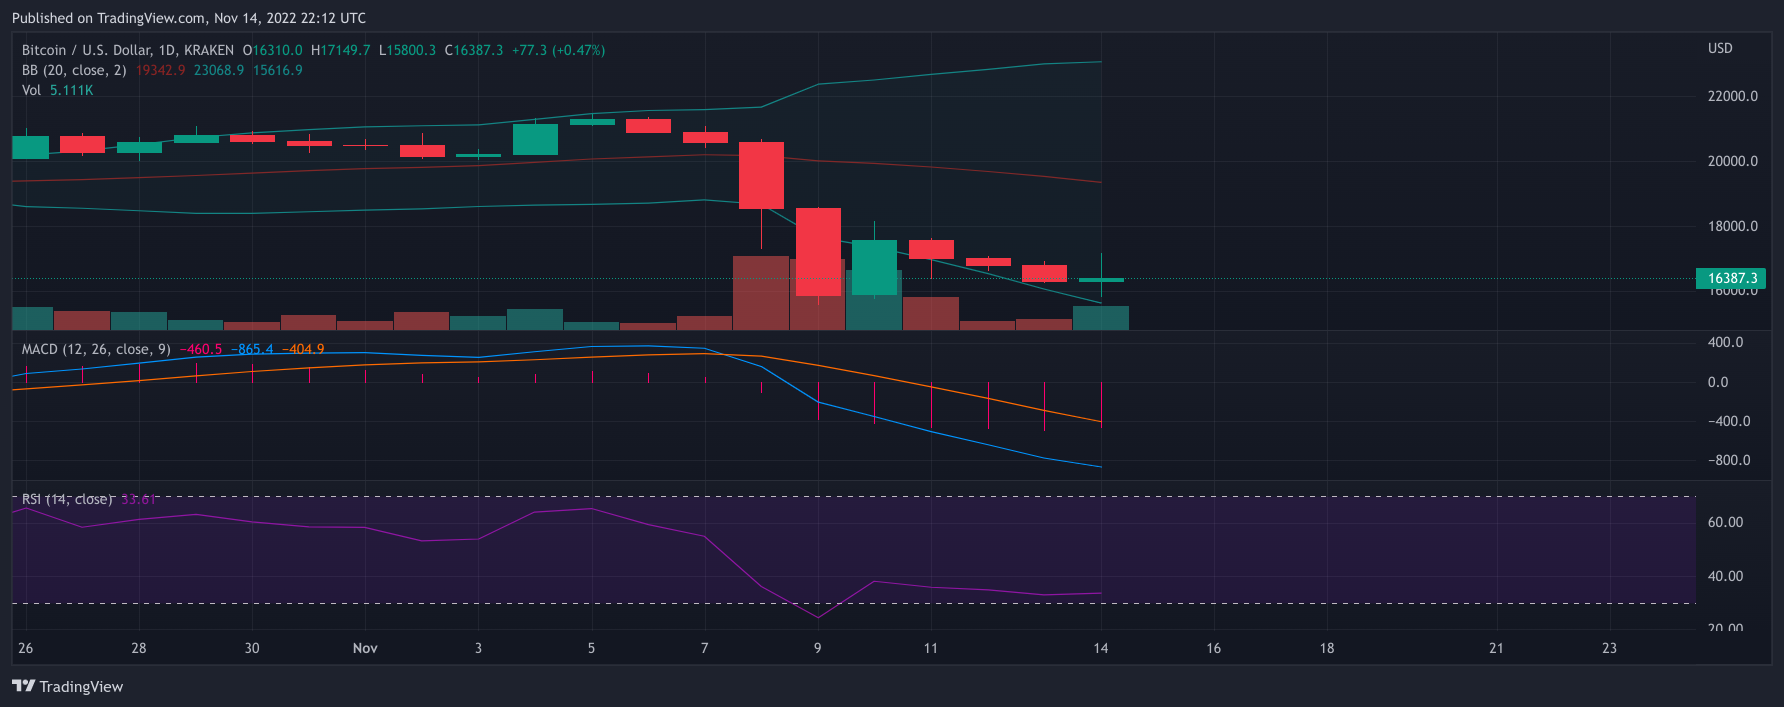 Published on TradingView.com, Nov 14, 2022 22:12 UTC
Bitcoin / U.S. Dollar, 1D, KRAKEN O16310.0 H17149.7 L15800.3 C16387.3 +77.3 (+0.47%)
USD
BB (20, close, 2) 19342.9 23068.9 15616.9
Vol 5.111K
22000.0
20000.0
18000.0
16387.3
16000.0
MACD (12, 26, close, 9) −460.5 −865.4 −404.9
400.0
0.0
−400.0
−800.0
RSI (14, close) 33.61
60.00
40.00
20.00
26 28 30 Nov 3 5 7 9 11 14 16 18 21 23
TradingView